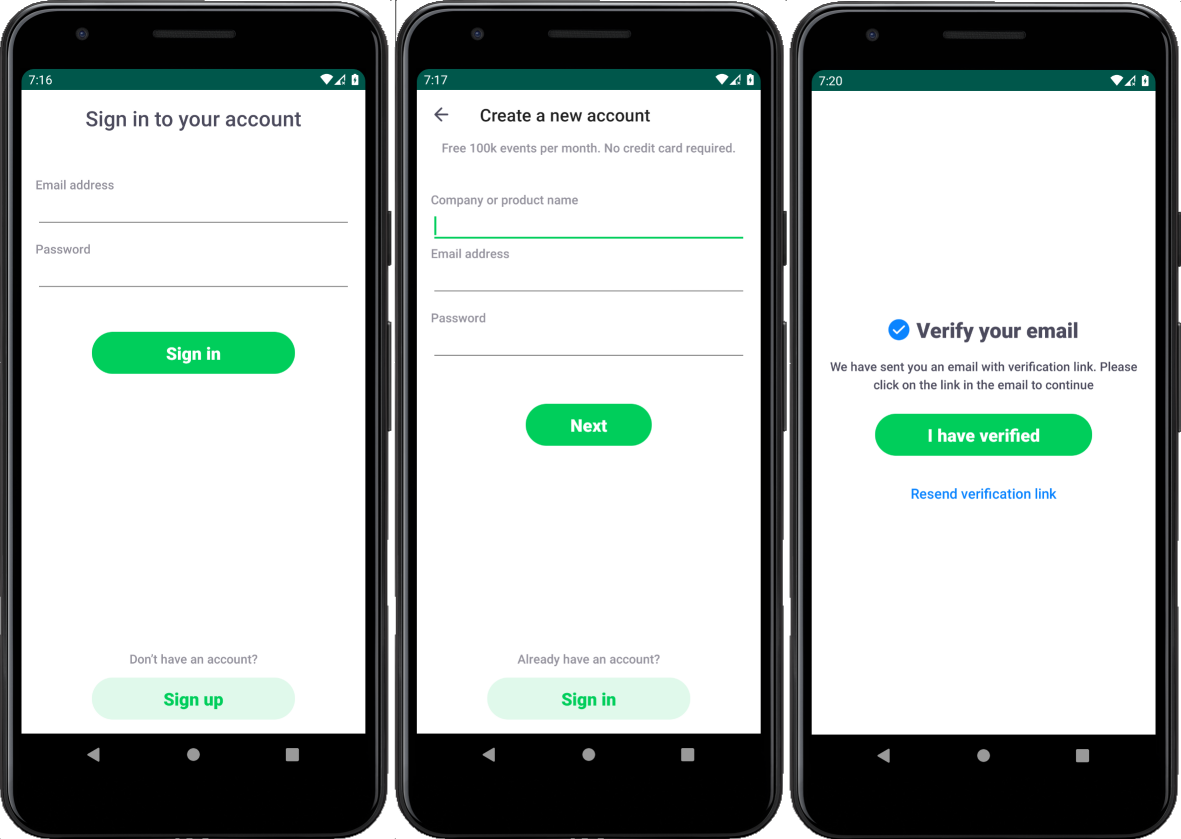 7:16
Sign in to your account
Email address
Password
Sign in
Don't have an account?
Sign up
7:17
Create a new account
Free 100k events per month. No credit card required.
Company or product name
Email address
Password
Next
Already have an account?
Sign in
7:20
Verify your email
We have sent you an email with verification link. Please
click on the link in the email to continue
I have verified
Resend verification link